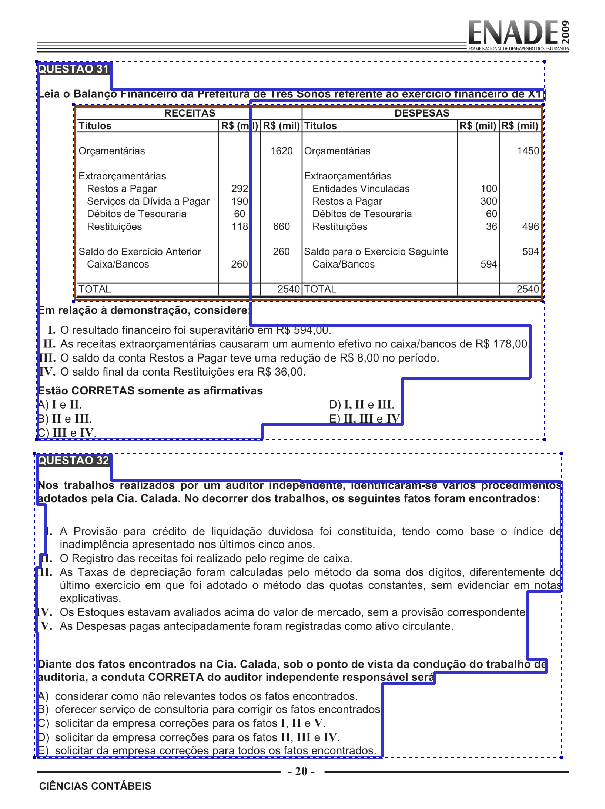 ENADE 2009
EXAME NACIONAL DE DESEMPENHO DOS ESTUDANTES
QUESTÃO 31
Leia o Balanço Financeiro da Prefeitura de Três Sonos referente ao exercício financeiro de X1:
RECEITAS DESPESAS
Títulos R$ (mil) R$ (mil) Títulos R$ (mil) R$ (mil)
Orçamentárias 1620 Orçamentárias 1450
Extraorçamentárias Extraorçamentárias
Restos a Pagar 292 Entidades Vinculadas 100
Serviços da Dívida a Pagar 190 Restos a Pagar 300
Débitos de Tesouraria 60 Débitos de Tesouraria 60
Restituições 118 660 Restituições 36 496
Saldo do Exercício Anterior 260 Saldo para o Exercício Seguinte 594
Caixa/Bancos 260 Caixa/Bancos 594
TOTAL 2540 TOTAL 2540
Em relação à demonstração, considere:
I. O resultado financeiro foi superavitário em R$ 594,00.
II. As receitas extraorçamentárias causaram um aumento efetivo no caixa/bancos de R$ 178,00
III. O saldo da conta Restos a Pagar teve uma redução de R$ 8,00 no período.
IV. O saldo final da conta Restituições era R$ 36,00.
Estão CORRETAS somente as afirmativas
A) I e II.
B) II e III.
C) III e IV.
D) I, II e III.
E) II, III e IV
QUESTÃO 32
Nos trabalhos realizados por um auditor independente, identificaram-se vários procedimentos
adotados pela Cia. Calada. No decorrer dos trabalhos, os seguintes fatos foram encontrados:
I. A Provisão para crédito de liquidação duvidosa foi constituída, tendo como base o índice de
inadimplência apresentado nos últimos cinco anos.
II. O Registro das receitas foi realizado pelo regime de caixa.
III. As Taxas de depreciação foram calculadas pelo método da soma dos dígitos, diferentemente do
último exercício em que foi adotado o método das quotas constantes, sem evidenciar em notas
explicativas.
IV. Os Estoques estavam avaliados acima do valor de mercado, sem a provisão correspondente
V. As Despesas pagas antecipadamente foram registradas como ativo circulante.
Diante dos fatos encontrados na Cia. Calada, sob o ponto de vista da condução do trabalho de
auditoria, a conduta CORRETA do auditor independente responsável será
A) considerar como não relevantes todos os fatos encontrados.
B) oferecer serviço de consultoria para corrigir os fatos encontrados
C) solicitar da empresa correções para os fatos I, II e V.
D) solicitar da empresa correções para os fatos II, III e IV.
E) solicitar da empresa correções para todos os fatos encontrados.
- 20 -
CIÊNCIAS CONTÁBEIS